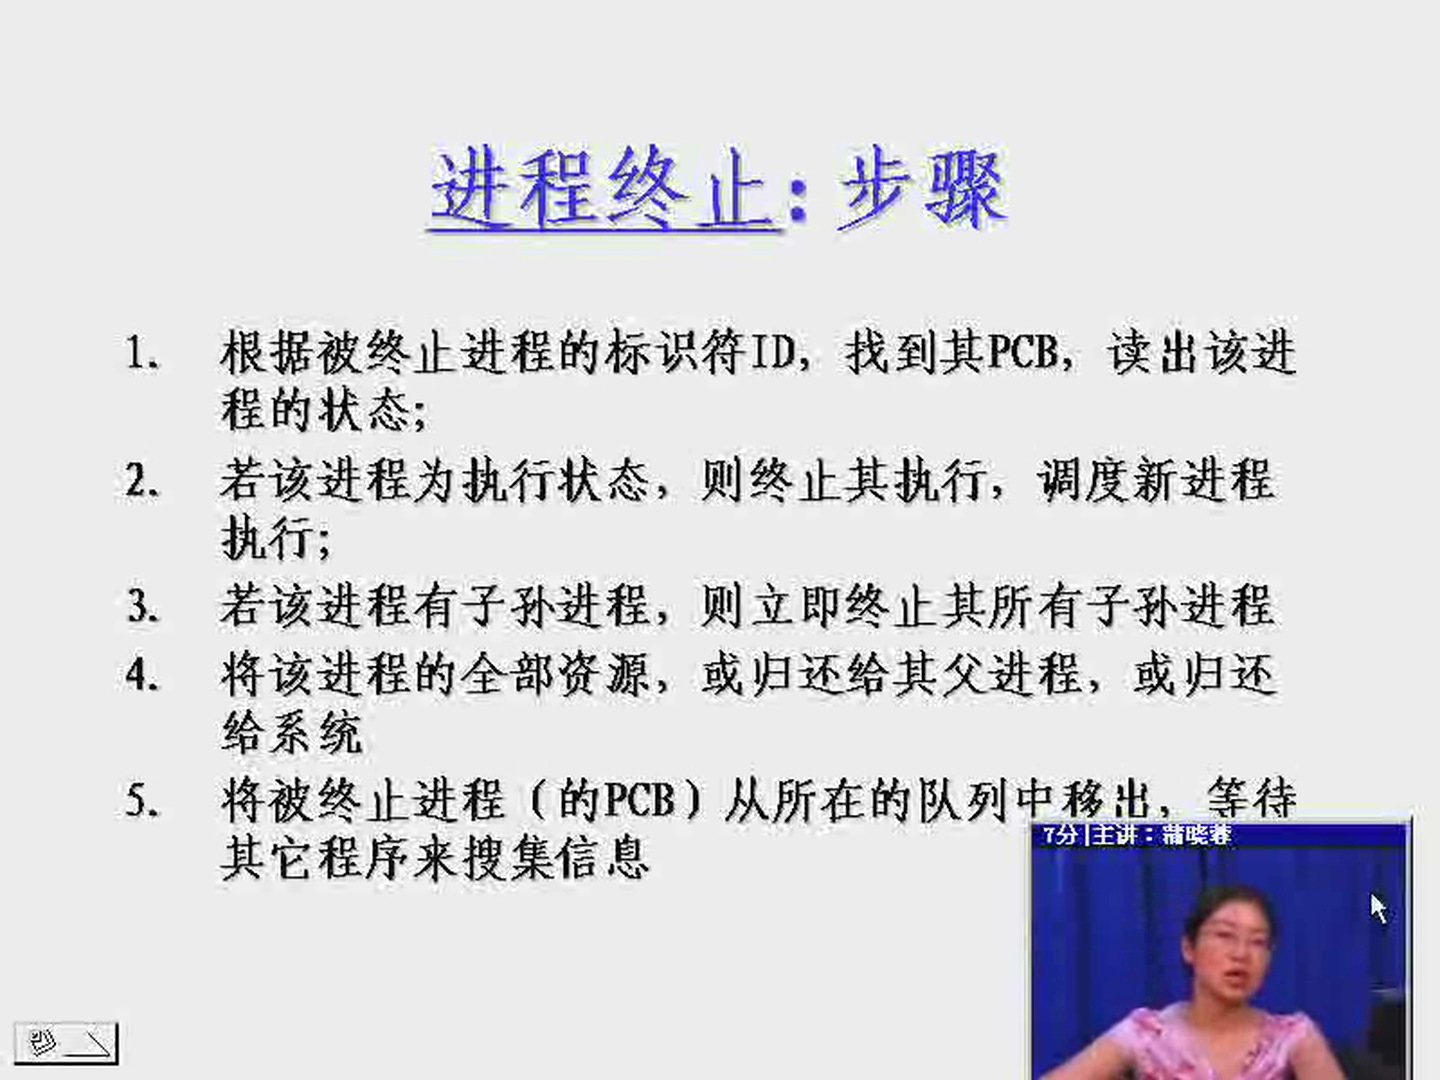 进程终止：步骤
1. 根据被终止进程的标识符ID，找到其PCB，读出该进
程的状态；
2. 若该进程为执行状态，则终止其执行，调度新进程
执行；
3. 若该进程有子孙进程，则立即终止其所有子孙进程
4. 将该进程的全部资源，或归还给其父进程，或归还
给系统
5. 将被终止进程（的PCB）从所在的队列中移出，等待
其它程序来搜集信息
7分|主讲：蒲晓蓉